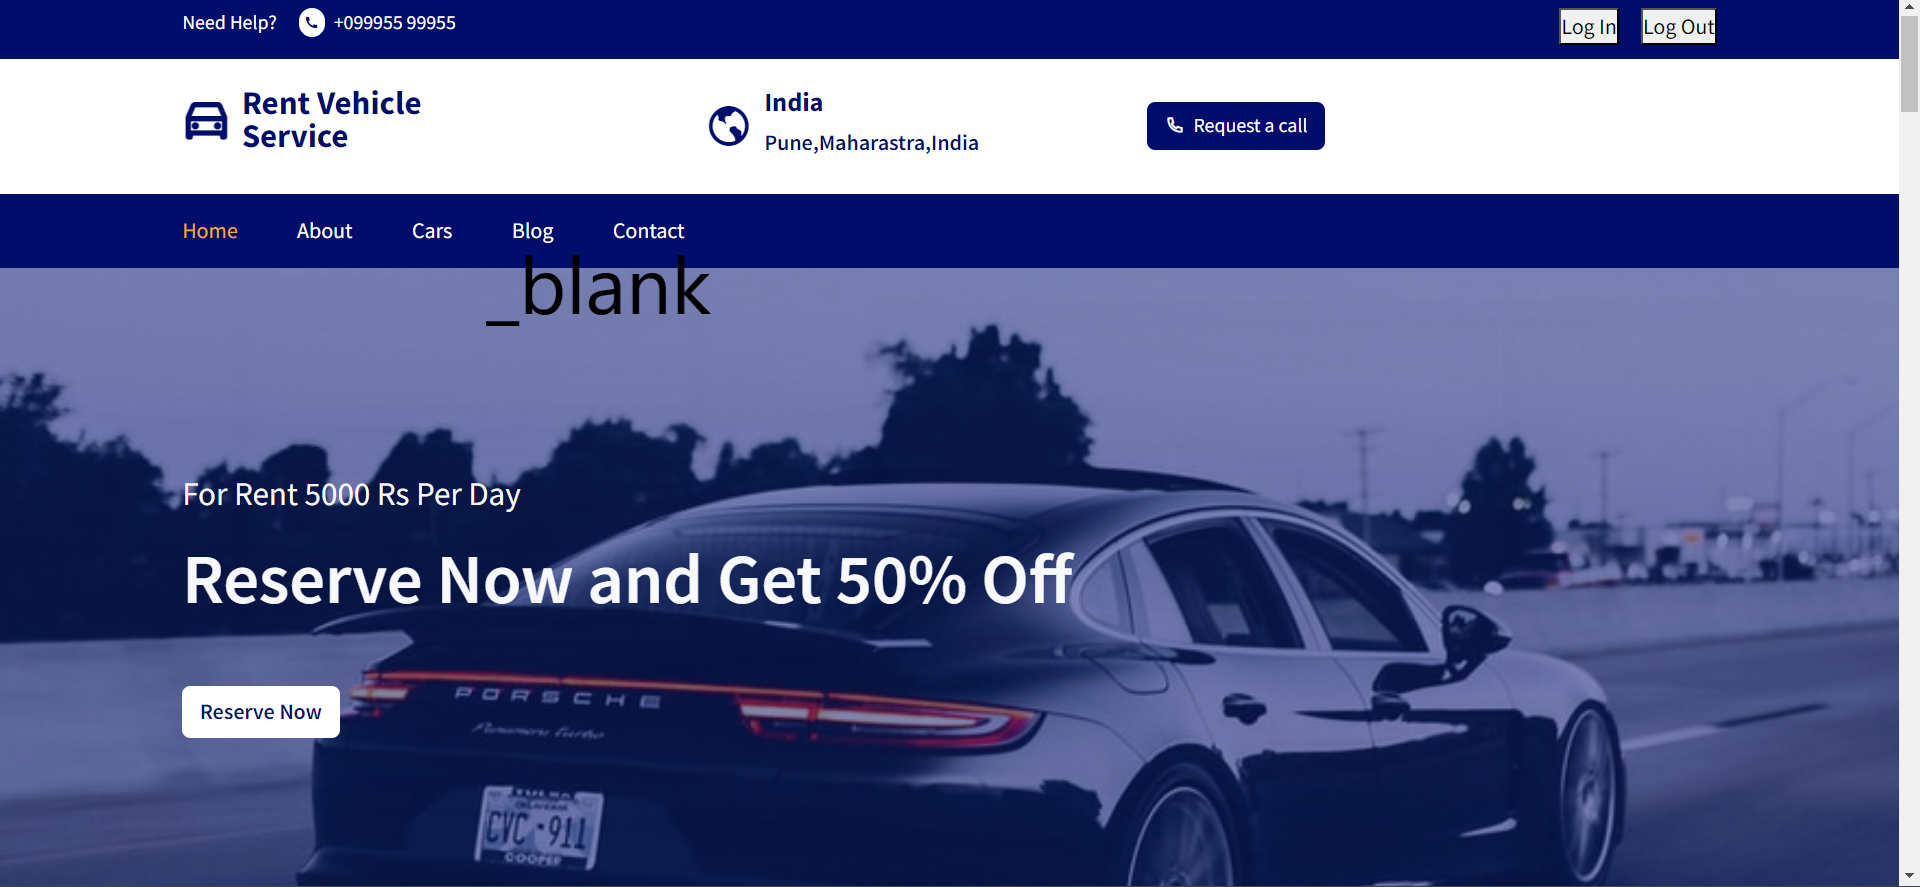 Need Help? +099955 99955 Log In Log Out
Rent Vehicle
Service
India
Pune,Maharastra,India
Request a call
Home About Cars Blog Contact
_blank
For Rent 5000 Rs Per Day
Reserve Now and Get 50% Off
Reserve Now
PORSCHE
Panamera turbo
OKLAHOMA
CVC-911
COOPER